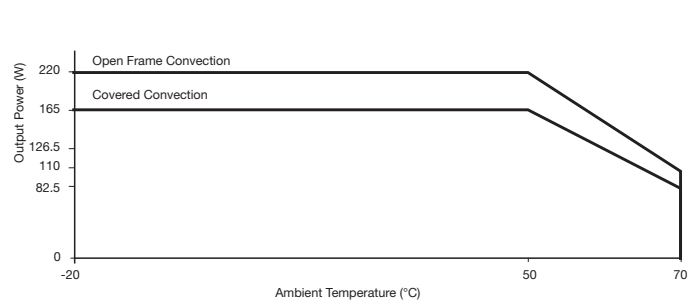 Output Power (W)
220
165
126.5
110
82.5
0
Open Frame Convection
Covered Convection
-20
50
70
Ambient Temperature (°C)